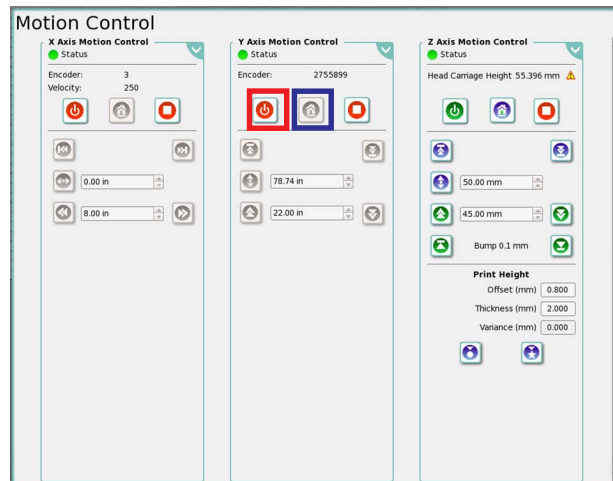 Motion Control
X Axis Motion Control
Status
Encoder: 3
Velocity: 250
0.00 in
8.00 in
Y Axis Motion Control
Status
Encoder: 2755899
78.74 in
22.00 in
Z Axis Motion Control
Status
Head Carriage Height 55.396 mm
50.00 mm
45.00 mm
Bump 0.1 mm
Print Height
Offset (mm) 0.800
Thickness (mm) 2.000
Variance (mm) 0.000